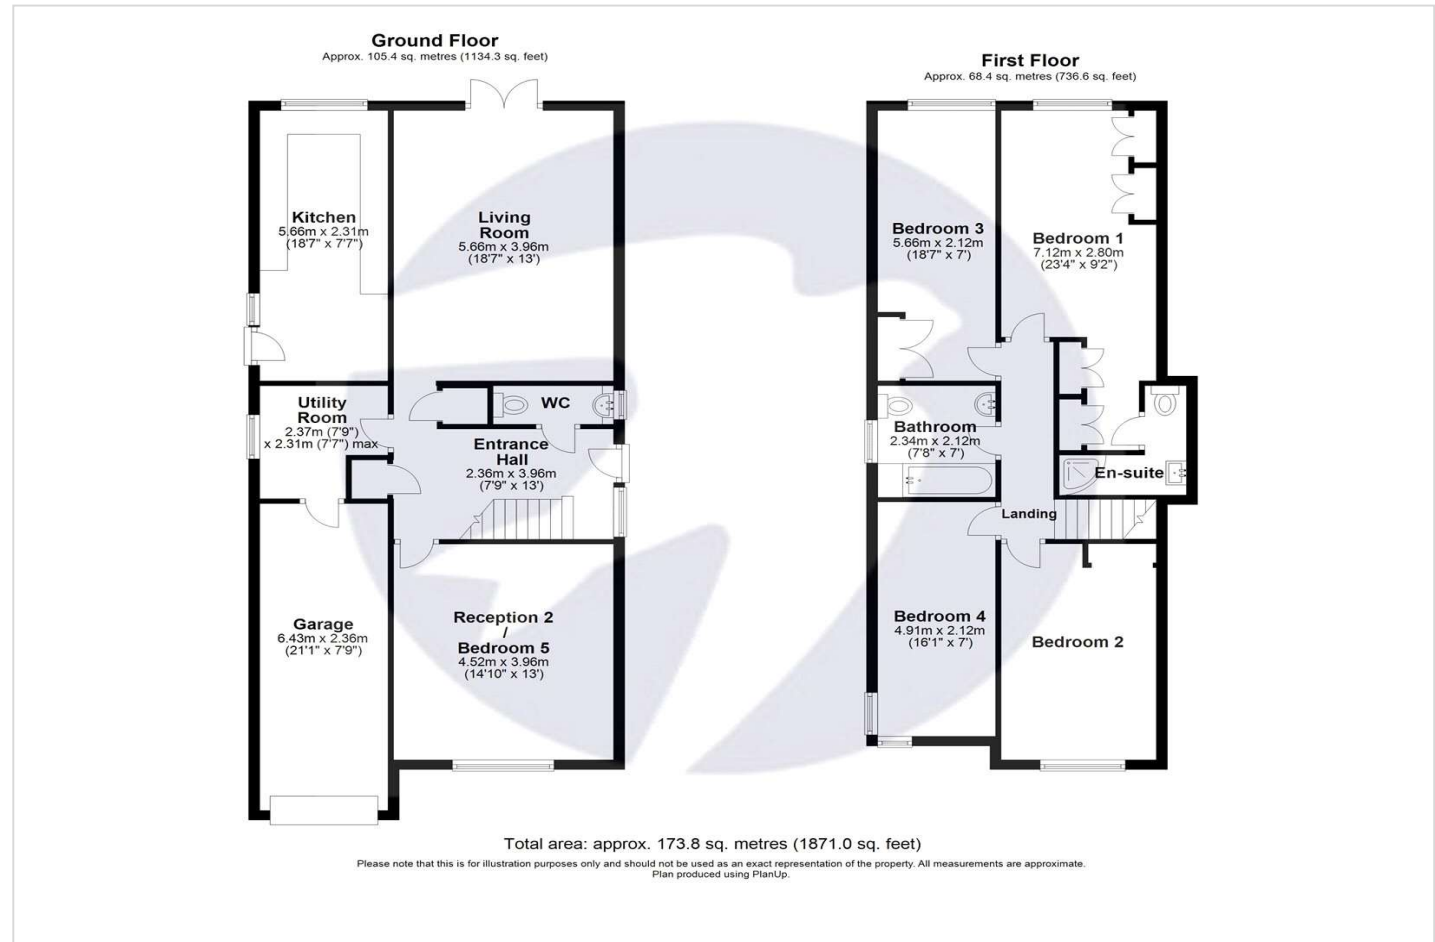 Ground Floor
Approx. 105.4 sq. metres (1134.3 sq. feet)
Kitchen
5.66m x 2.31m
(18'7" x 7'7")
Living
Room
5.66m x 3.96m
(18'7" x 13')
Utility
Room
2.37m (7'9")
x 2.31m (7'7") max
WC
Entrance
Hall
2.36m x 3.96m
(7'9" x 13')
Garage
6.43m x 2.36m
(21'1" x 7'9")
Reception 2
/
Bedroom 5
4.52m x 3.96m
(14'10" x 13')
First Floor
Approx. 68.4 sq. metres (736.6 sq. feet)
Bedroom 3
5.66m x 2.12m
(18'7" x 7')
Bedroom 1
7.12m x 2.80m
(23'4" x 9'2")
Bathroom
2.34m x 2.12m
(7'8" x 7')
En-suite
Landing
Bedroom 4
4.91m x 2.12m
(16'1" x 7')
Bedroom 2
Total area: approx. 173.8 sq. metres (1871.0 sq. feet)
Please note that this is for illustration purposes only and should not be used as an exact representation of the property. All measurements are approximate.
Plan produced using PlanUp.